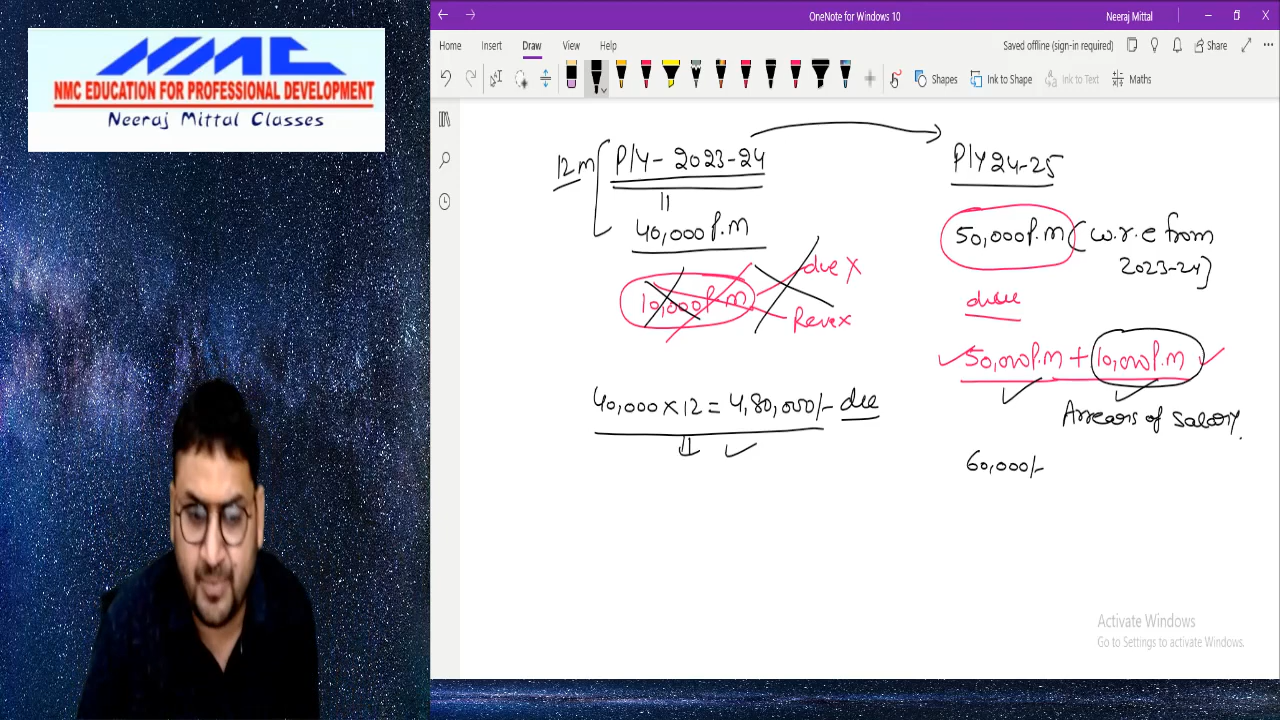 OneNote for Windows 10
Neeraj Mittal
NMC
NMC EDUCATION FOR PROFESSIONAL DEVELOPMENT
Neeraj Mittal Classes
Home Insert Draw View Help
Saved offline (sign-in required)
Share
Shapes
Ink to Shape
Ink to Text
Maths
12m
P/Y- 2023-24
40,000 P.M
10,000 P.M
due X
Rece x
40,000 x 12 = 4,80,000/- due
P/Y 24-25
50,000 P.M (w.r.e from
2023-24)
due
50,000 P.M + 10,000 P.M
Arrears of salary.
60,000/-
Activate Windows
Go to Settings to activate Windows.